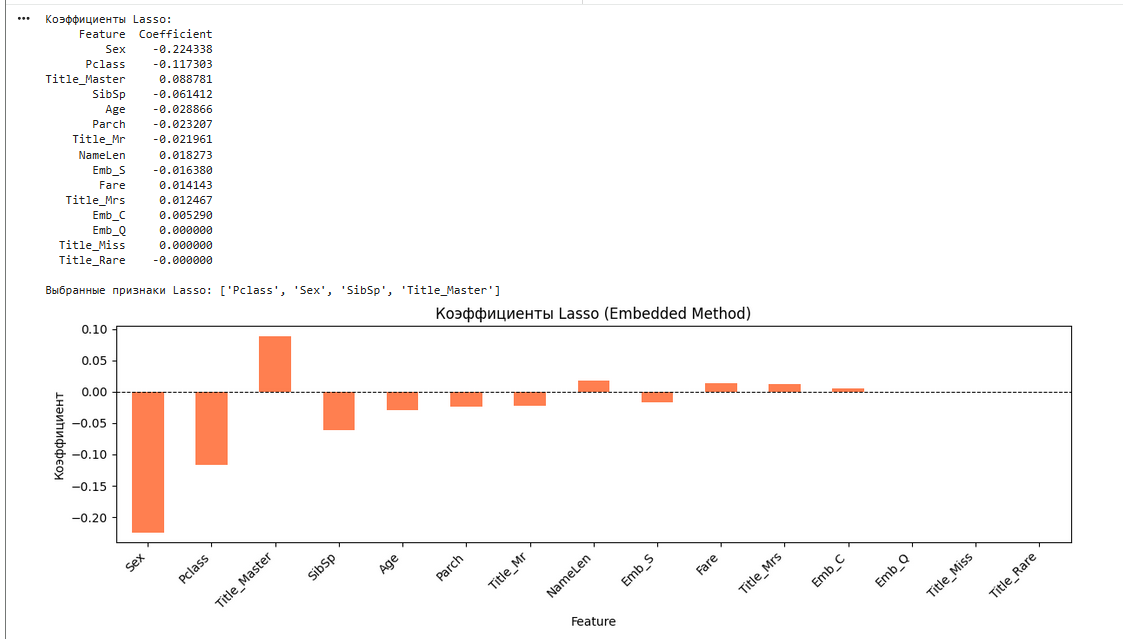 •••
Коэффициенты Lasso:
Feature Coefficient
Sex -0.224338
Pclass -0.117303
Title_Master 0.088781
SibSp -0.061412
Age -0.028866
Parch -0.023207
Title_Mr -0.021961
NameLen 0.018273
Emb_S -0.016380
Fare 0.014143
Title_Mrs 0.012467
Emb_C 0.005290
Emb_Q 0.000000
Title_Miss 0.000000
Title_Rare -0.000000
Выбранные признаки Lasso: ['Pclass', 'Sex', 'SibSp', 'Title_Master']
Коэффициенты Lasso (Embedded Method)
Коэффициент
0.10
0.05
0.00
−0.05
−0.10
−0.15
−0.20
Sex
Pclass
Title_Master
SibSp
Age
Parch
Title_Mr
NameLen
Emb_S
Fare
Title_Mrs
Emb_C
Emb_Q
Title_Miss
Title_Rare
Feature